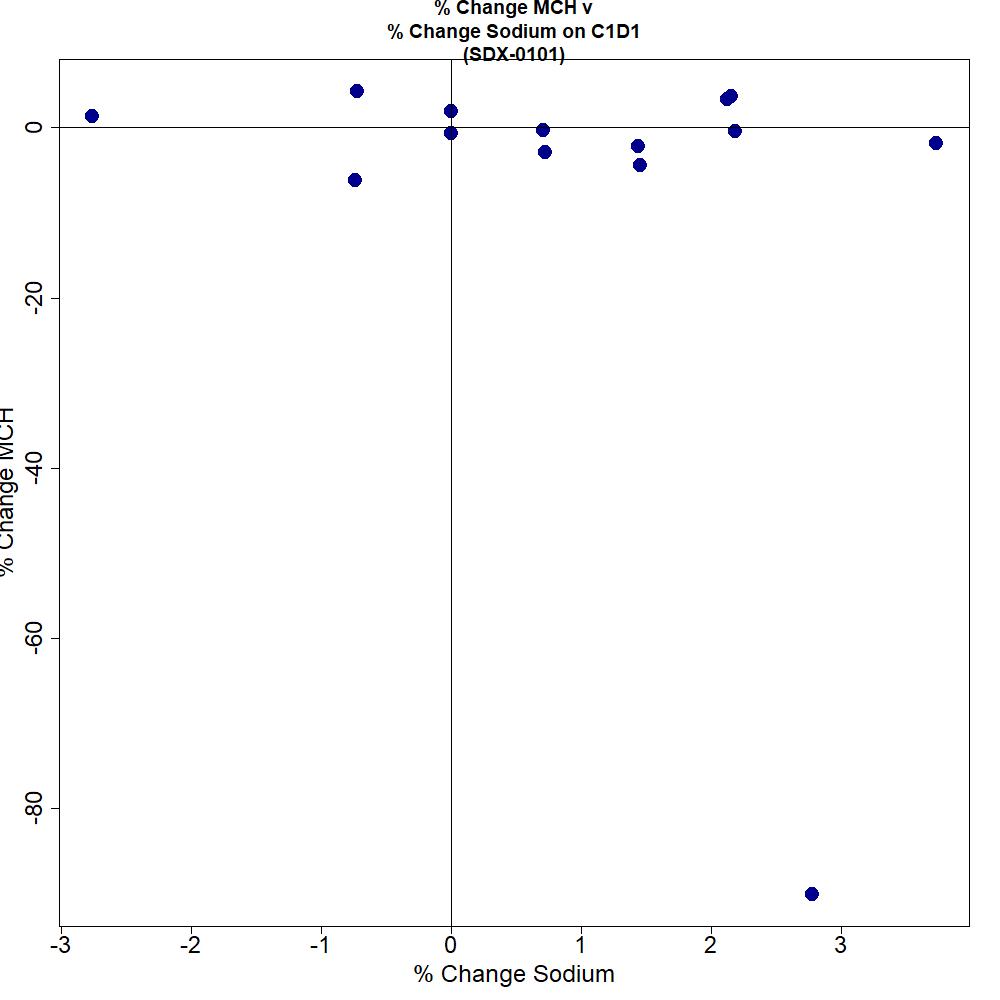 % Change MCH v
% Change Sodium on C1D1
(SDX-0101)
0
-20
-40
-60
-80
% Change MCH
-3 -2 -1 0 1 2 3
% Change Sodium